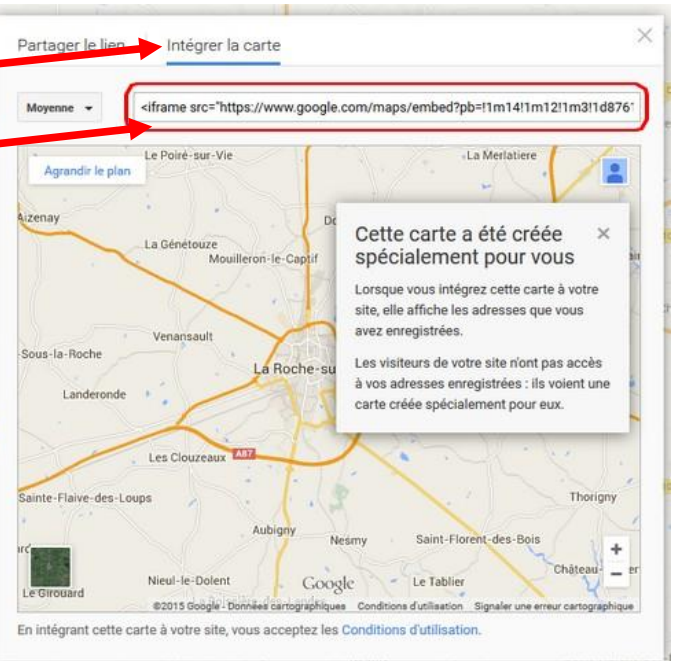 Partager le lien Intégrer la carte
Moyenne
<iframe src="https://www.google.com/maps/embed?pb=!1m14!1m12!1m3!1d876
Le Poiré-sur-Vie
La Merlatiere
Agrandir le plan
Aizenay
La Génétouze
Mouilleron-le-Captif
Cette carte a été créée
spécialement pour vous
Lorsque vous intégrez cette carte à votre
site, elle affiche les adresses que vous
avez enregistrées.
Les visiteurs de votre site n'ont pas accès
à vos adresses enregistrées : ils voient une
carte créée spécialement pour eux.
Venansault
-Sous-la-Roche
La Roche-su
Landeronde
Les Clouzeaux A87
Sainte-Flaive-des-Loups
Thorigny
Aubigny
Nesmy
Saint-Florent-des-Bois
Château-
Nieul-le-Dolent
Google
Le Tablier
Le Girouard
©2015 Google - Données cartographiques Conditions d'utilisation Signaler une erreur cartographique
En intégrant cette carte à votre site, vous acceptez les Conditions d'utilisation.